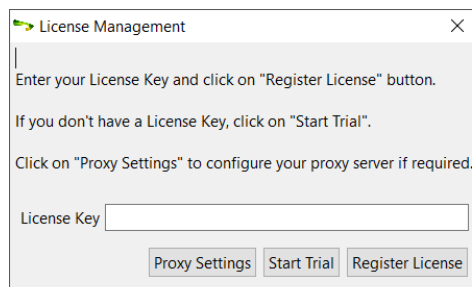 License Management
Enter your License Key and click on "Register License" button.
If you don't have a License Key, click on "Start Trial".
Click on "Proxy Settings" to configure your proxy server if required.
License Key
Proxy Settings Start Trial Register License